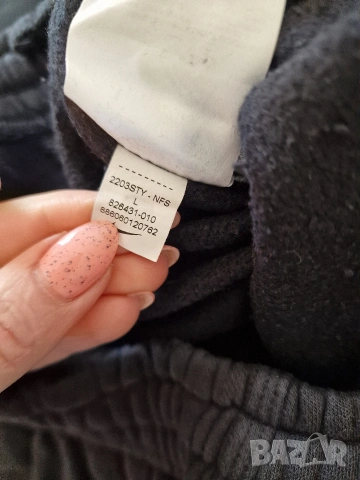 2203STY - NFS
L
826431-010
886060120762
BAZAR